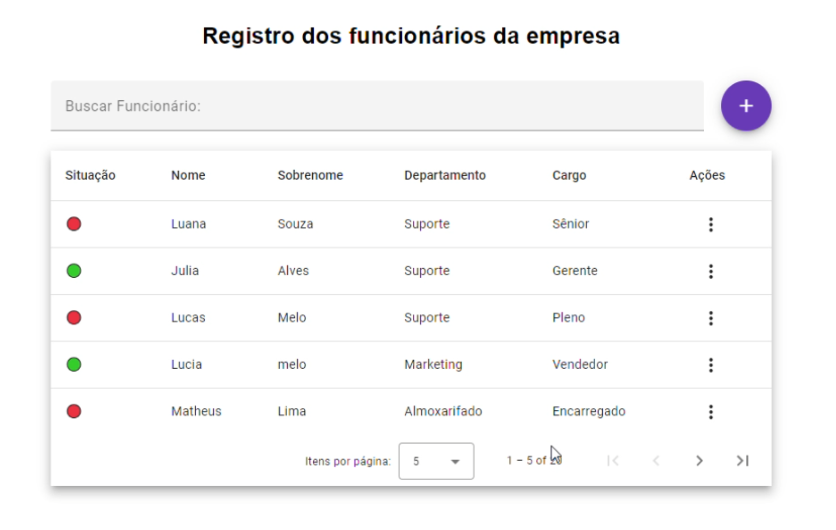 Registro dos funcionários da empresa
Buscar Funcionário:
+
Situação Nome Sobrenome Departamento Cargo Ações
Luana Souza Suporte Sênior
Julia Alves Suporte Gerente
Lucas Melo Suporte Pleno
Lucia melo Marketing Vendedor
Matheus Lima Almoxarifado Encarregado
Itens por página: 5 1 – 5 of